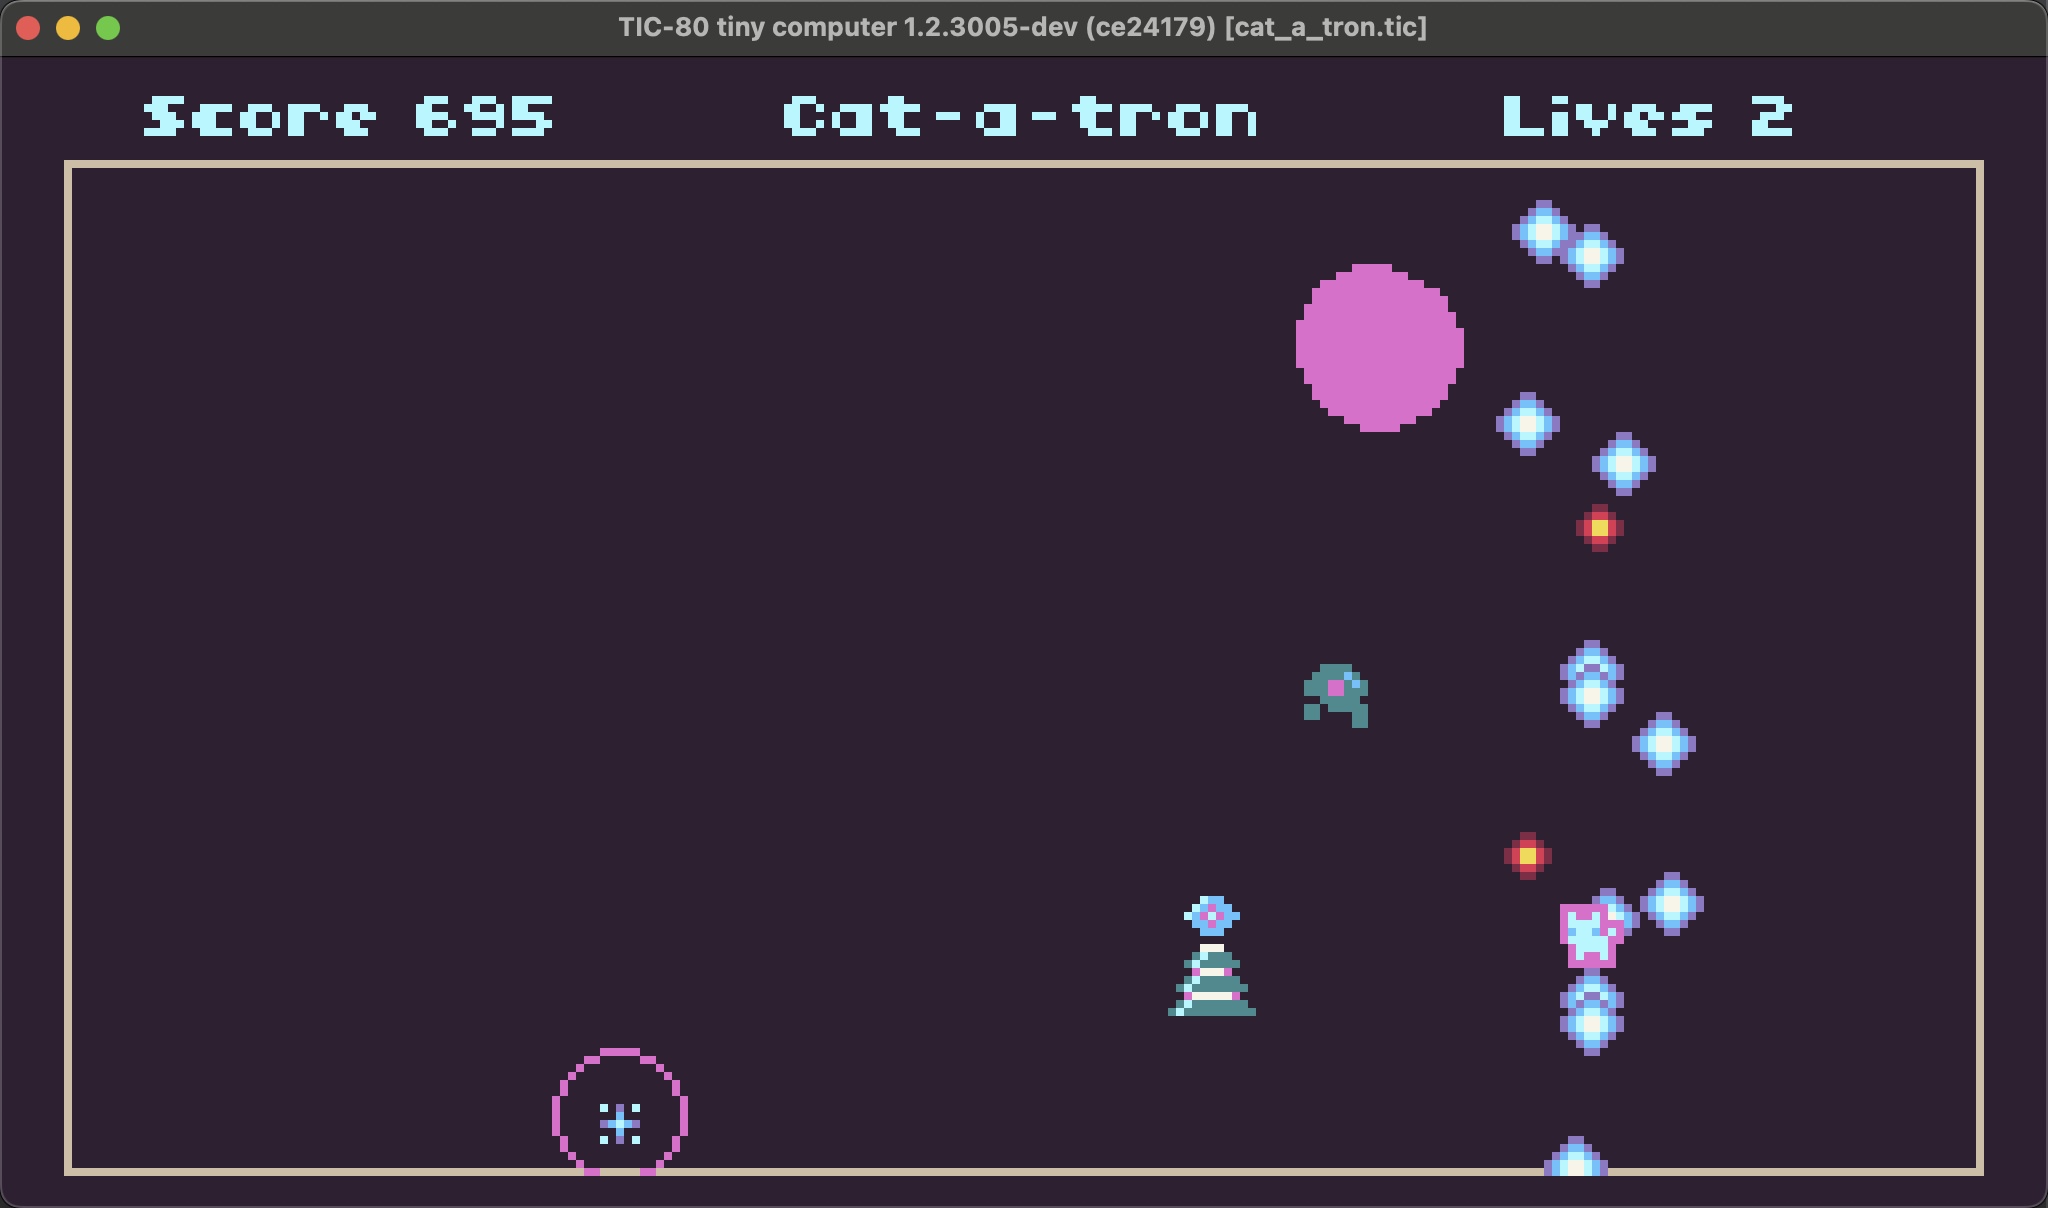 TIC-80 tiny computer 1.2.3005-dev (ce24179) [cat_a_tron.tic]
Score 695 Cat-a-tron Lives 2